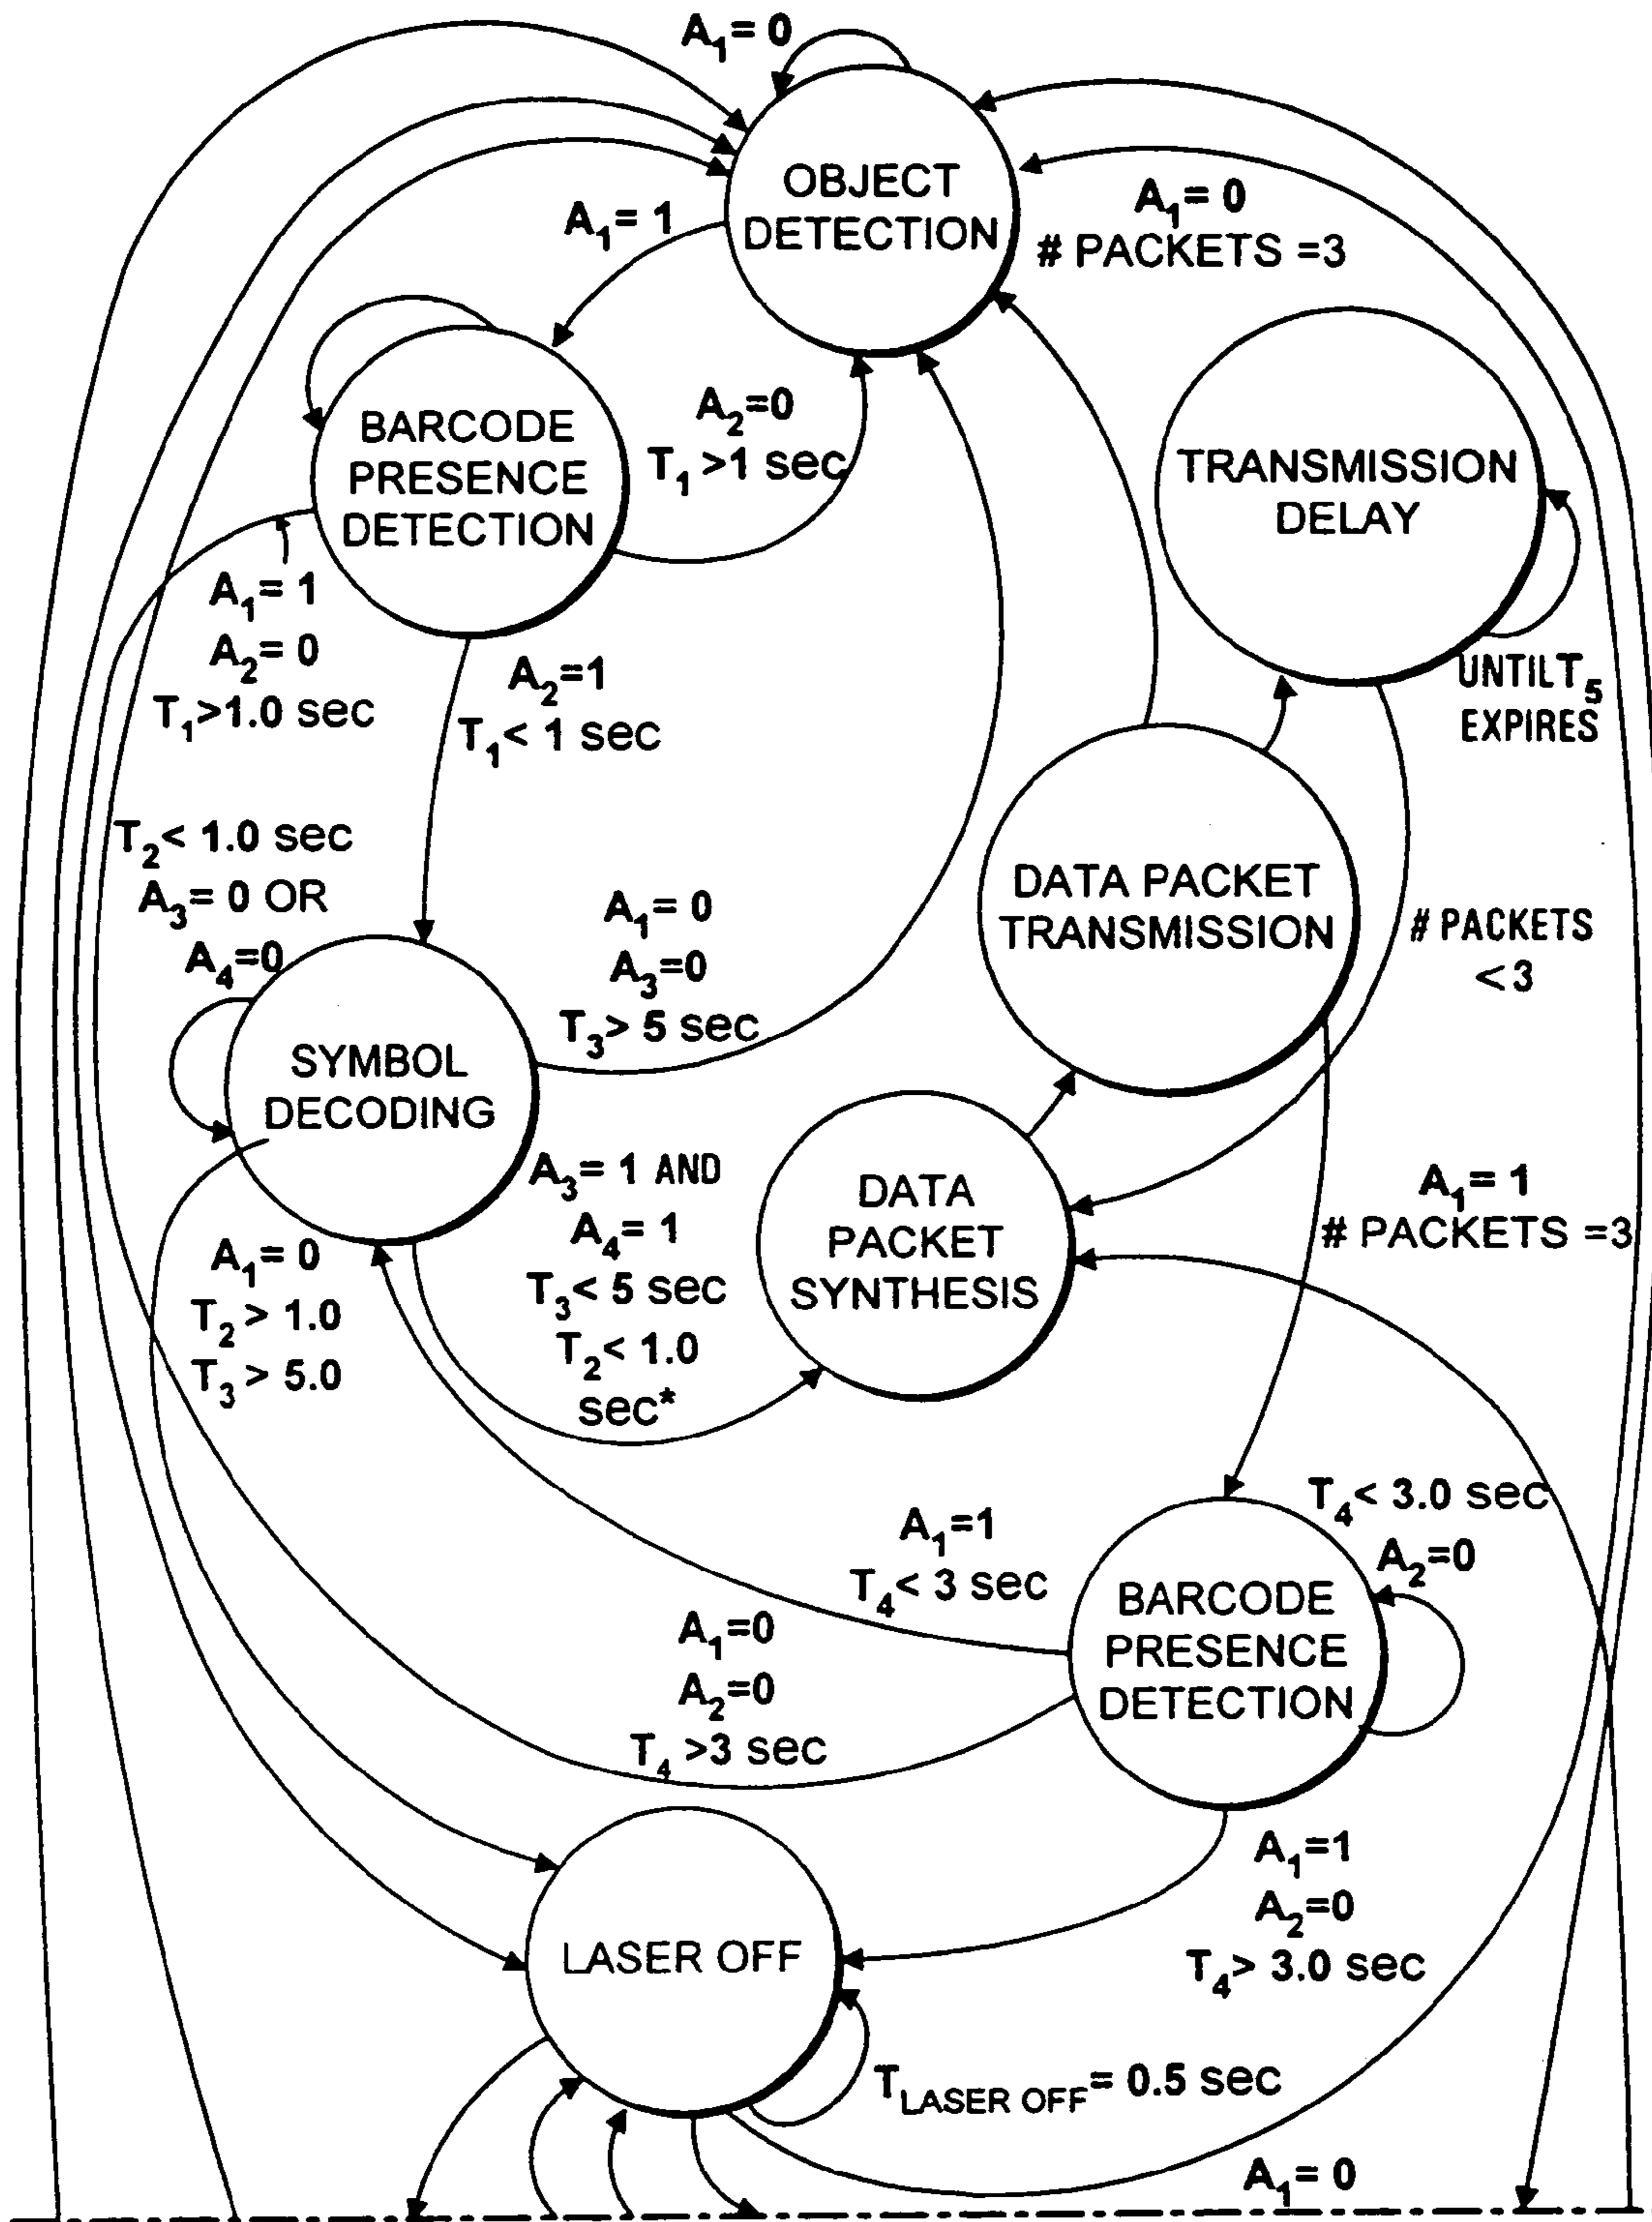 A₁= 0
OBJECT
DETECTION
A₁= 1
A₁= 0
# PACKETS =3
BARCODE
PRESENCE
DETECTION
A₂=0
T₁ >1 sec
TRANSMISSION
DELAY
UNTIL T₅
EXPIRES
A₁= 1
A₂= 0
T₁>1.0 sec
A₂=1
T₁< 1 sec
T₂< 1.0 sec
A₃= 0 OR
A₄=0
A₁= 0
A₃=0
T₃> 5 sec
DATA PACKET
TRANSMISSION
# PACKETS
<3
SYMBOL
DECODING
A₃= 1 AND
A₄= 1
T₃< 5 sec
T₂< 1.0
sec*
DATA
PACKET
SYNTHESIS
A₁= 1
# PACKETS =3
A₁= 0
T₂> 1.0
T₃> 5.0
A₁=1
T₄< 3 sec
T₄< 3.0 sec
A₂=0
BARCODE
PRESENCE
DETECTION
A₁=0
A₂=0
T₄ >3 sec
A₁=1
A₂=0
T₄> 3.0 sec
LASER OFF
T LASER OFF= 0.5 sec
A₁= 0